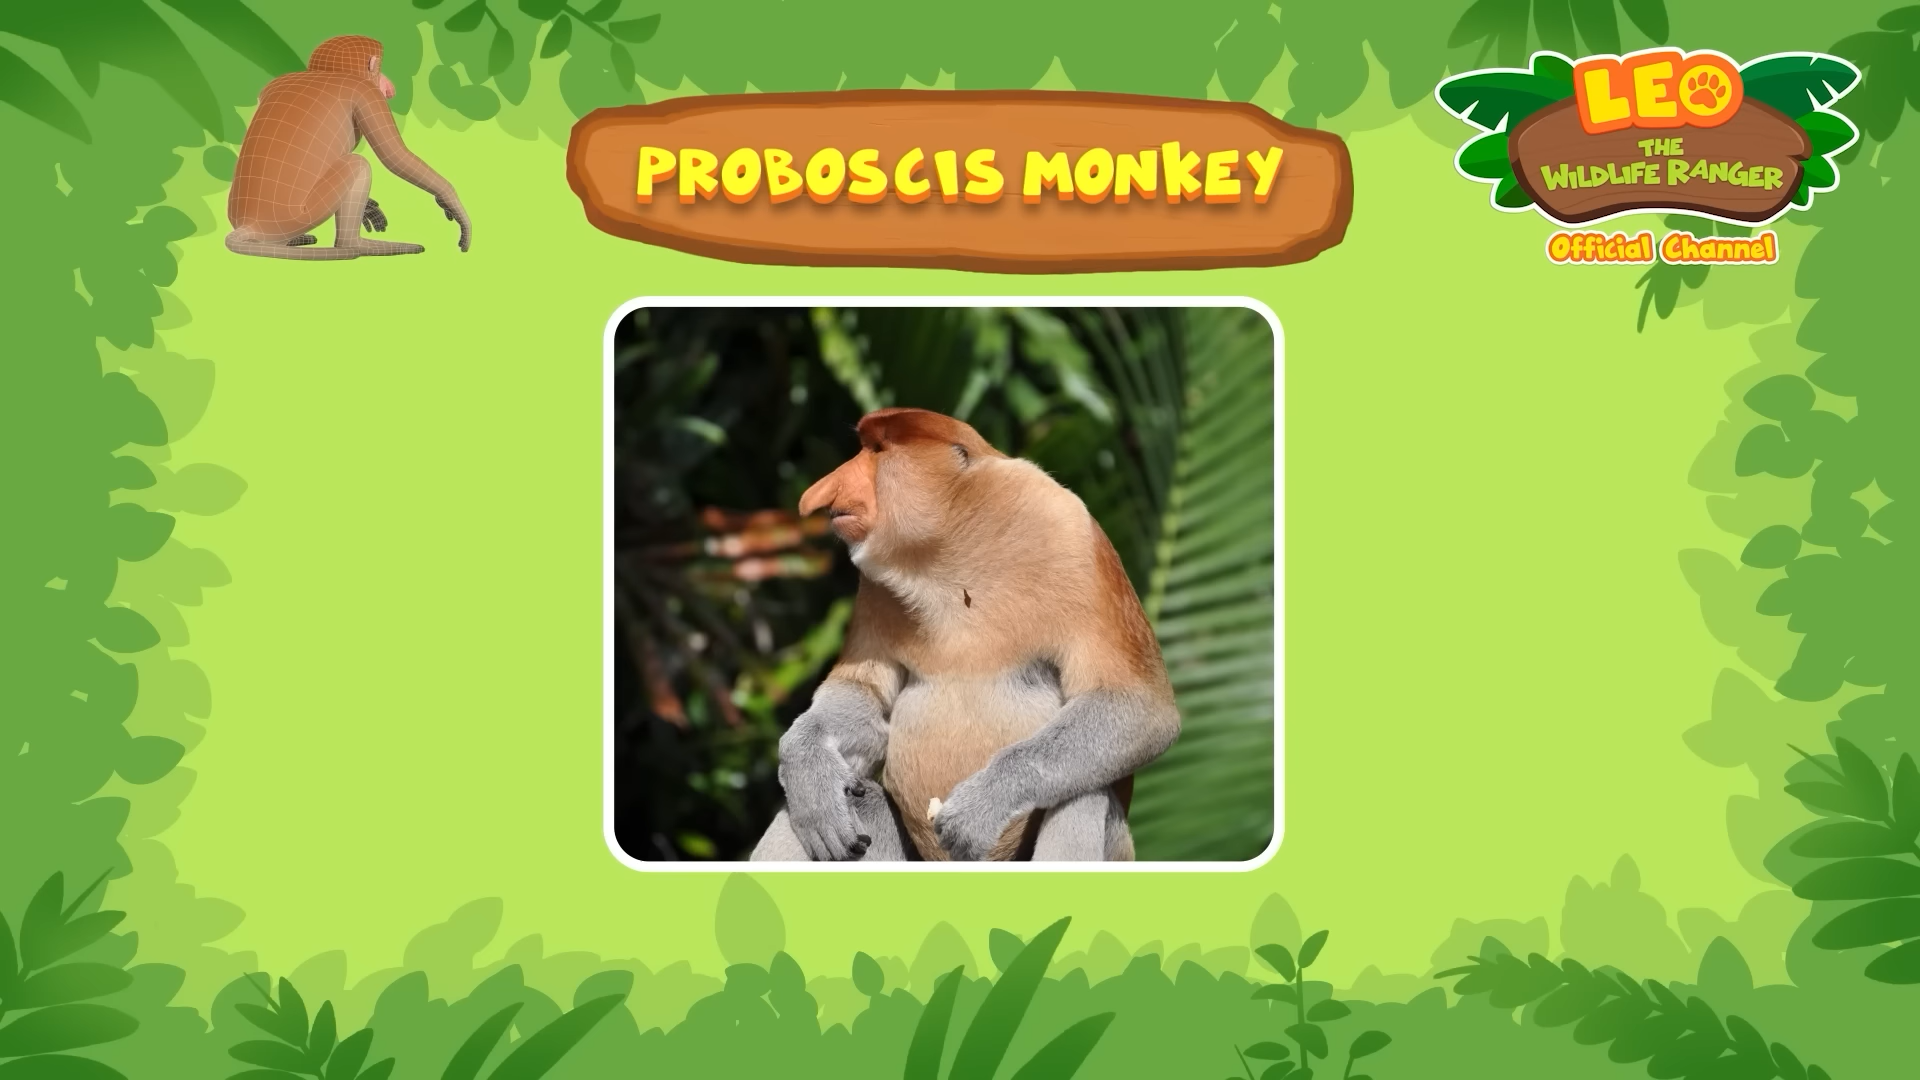 PROBOSCIS MONKEY
LEO
THE
WILDLIFE RANGER
Official Channel